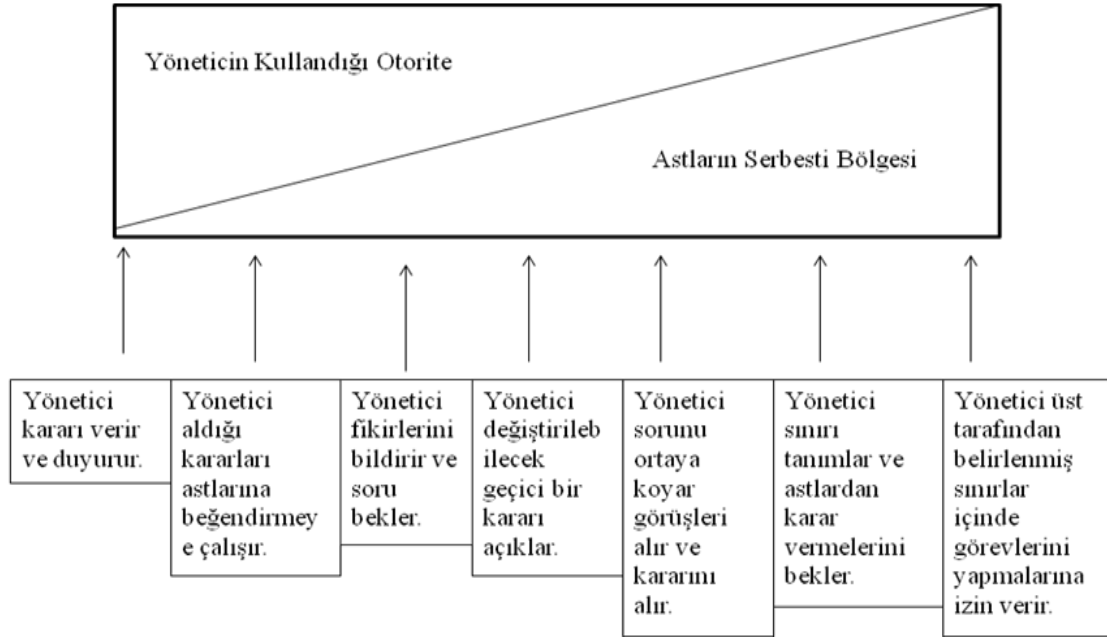 Yöneticin Kullandığı Otorite
Astların Serbesti Bölgesi
Yönetici
kararı verir
ve duyurur.
Yönetici
aldığı
kararları
astlarına
beğendirmey
e çalışır.
Yönetici
fikirlerini
bildirir ve
soru
bekler.
Yönetici
değiştirileb
ilecek
geçici bir
kararı
açıklar.
Yönetici
sorunu
ortaya
koyar
görüşleri
alır ve
kararını
alır.
Yönetici
sınırı
tanımlar ve
astlardan
karar
vermelerini
bekler.
Yönetici üst
tarafından
belirlenmiş
sınırlar
içinde
görevlerini
yapmalarına
izin verir.